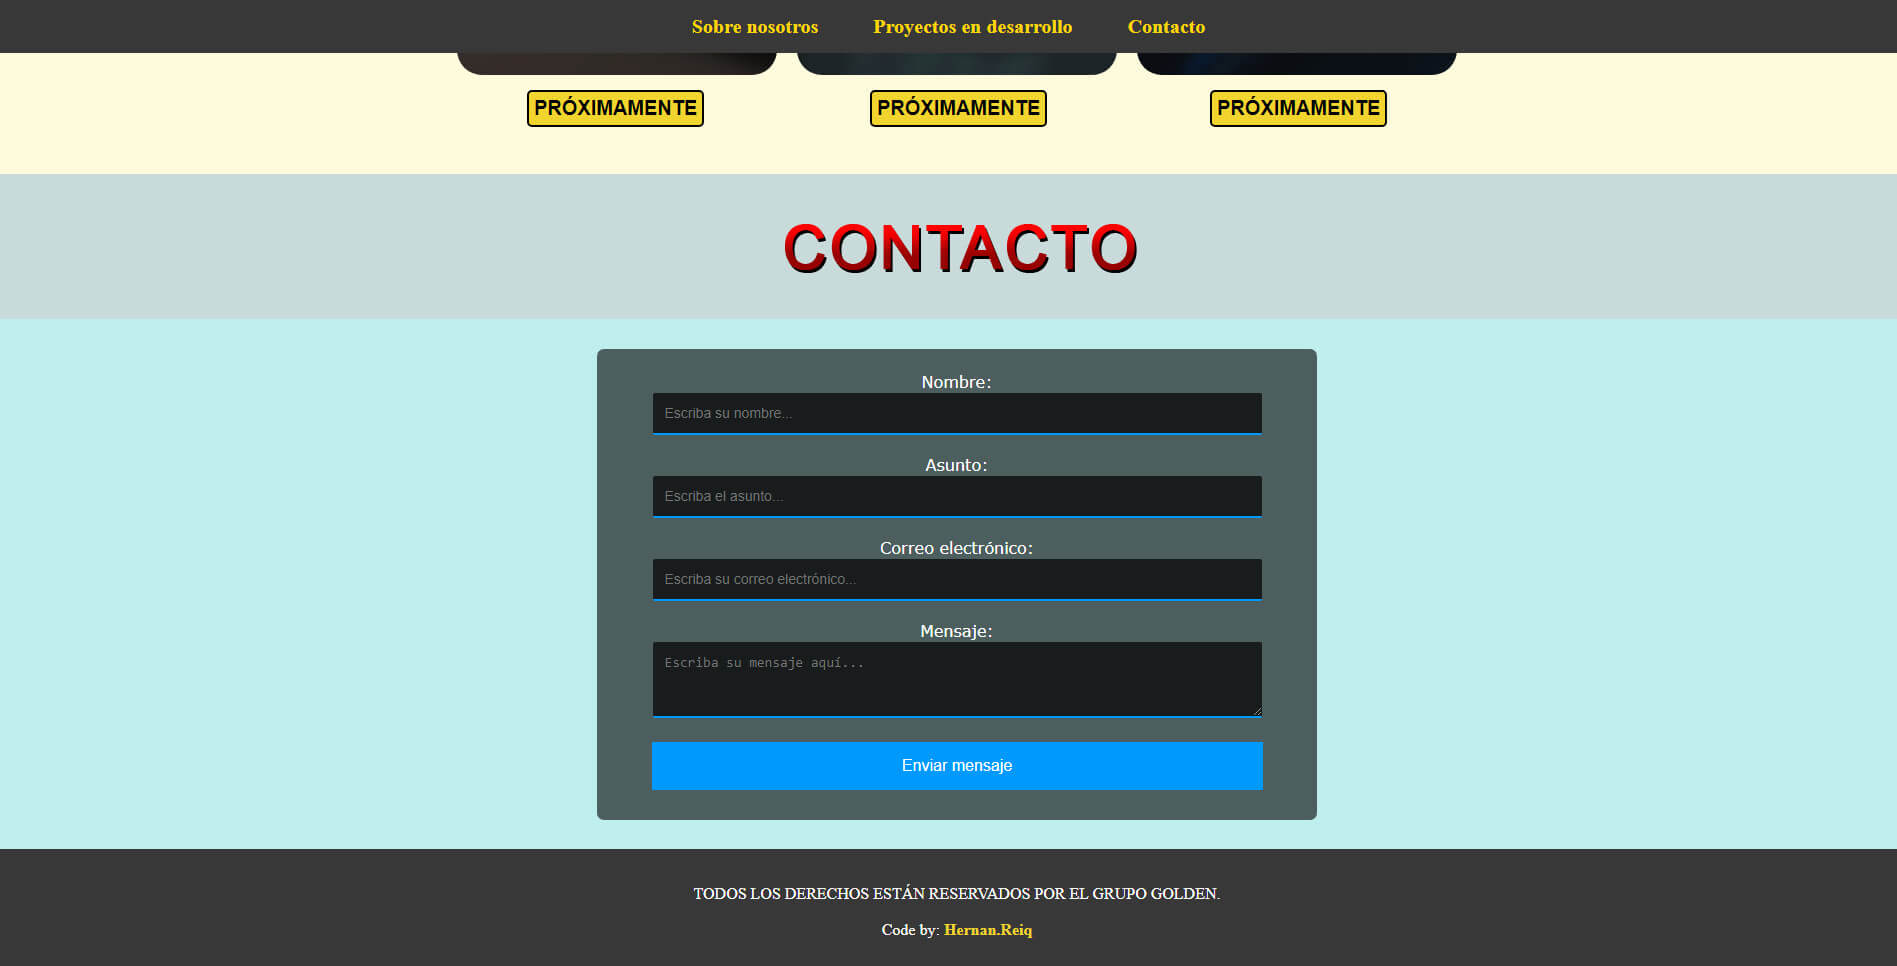 Sobre nosotros Proyectos en desarrollo Contacto
PRÓXIMAMENTE PRÓXIMAMENTE PRÓXIMAMENTE
CONTACTO
Nombre:
Escriba su nombre...
Asunto:
Escriba el asunto...
Correo electrónico:
Escriba su correo electrónico...
Mensaje:
Escriba su mensaje aquí...
Enviar mensaje
TODOS LOS DERECHOS ESTÁN RESERVADOS POR EL GRUPO GOLDEN.
Code by: Hernan.Reiq